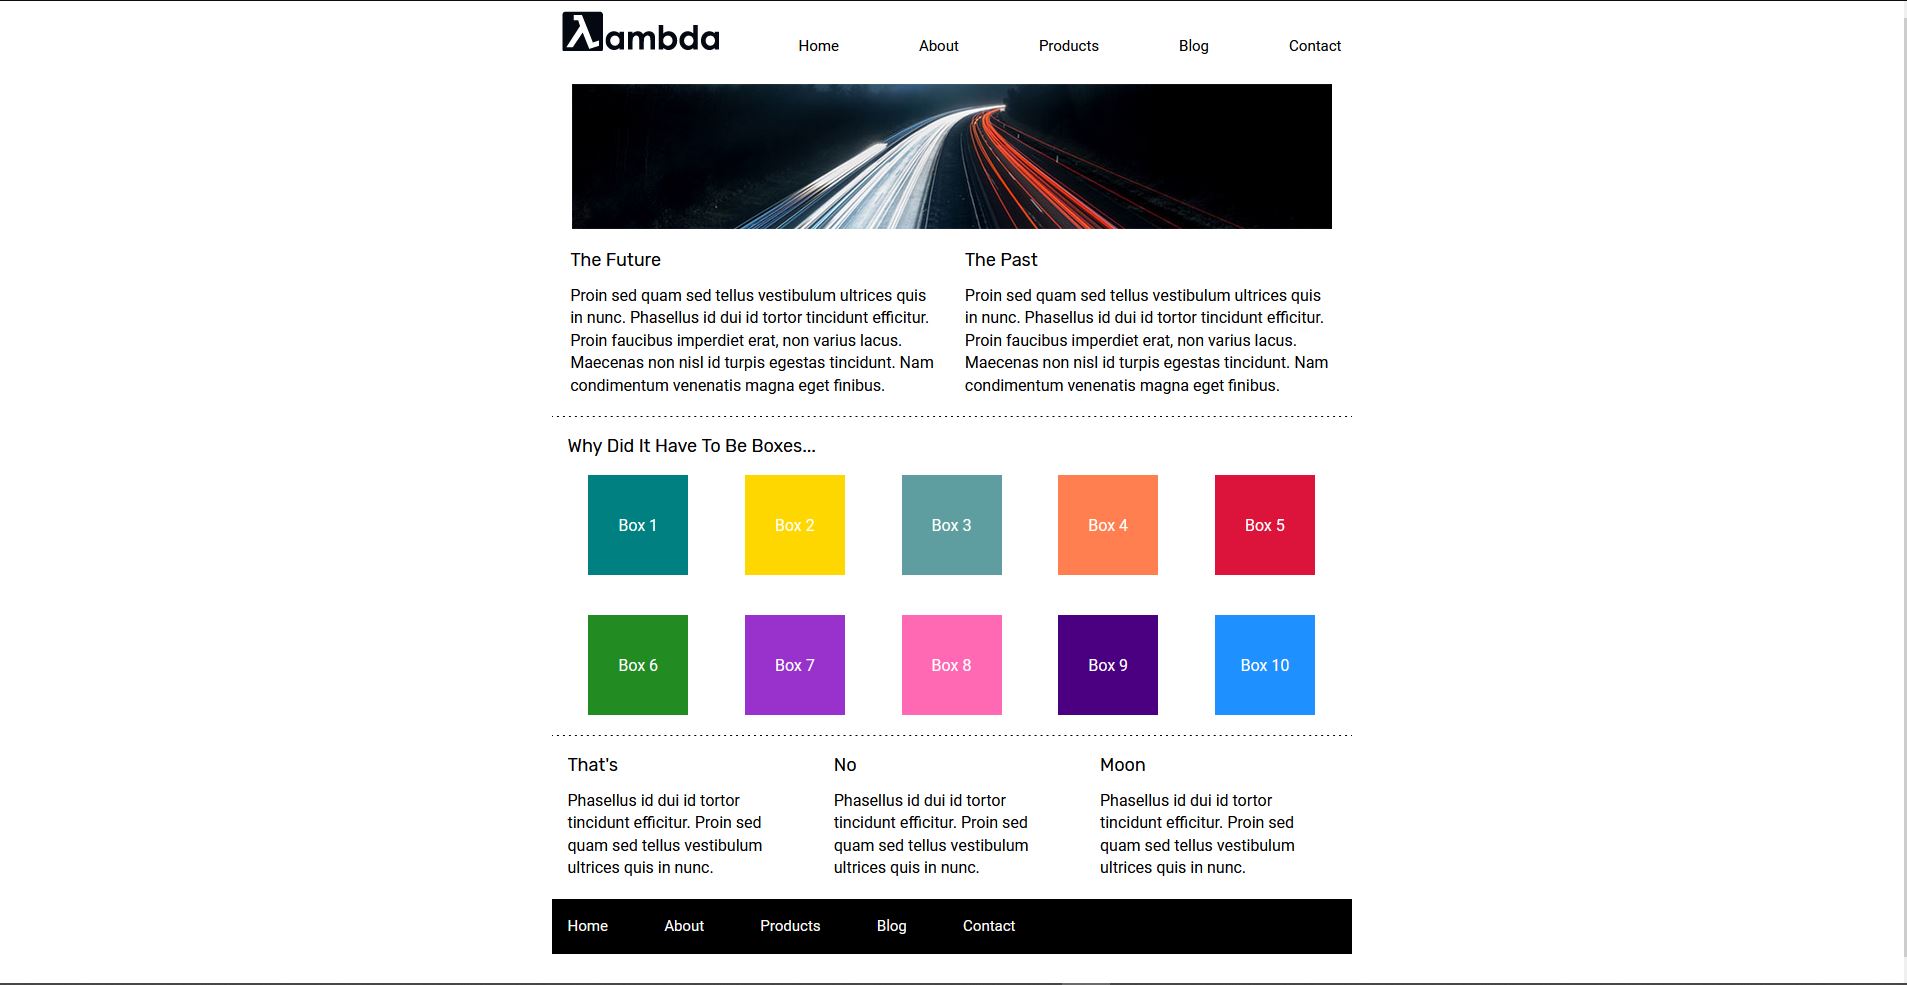 λambda
Home About Products Blog Contact
The Future
Proin sed quam sed tellus vestibulum ultrices quis
in nunc. Phasellus id dui id tortor tincidunt efficitur.
Proin faucibus imperdiet erat, non varius lacus.
Maecenas non nisl id turpis egestas tincidunt. Nam
condimentum venenatis magna eget finibus.
The Past
Proin sed quam sed tellus vestibulum ultrices quis
in nunc. Phasellus id dui id tortor tincidunt efficitur.
Proin faucibus imperdiet erat, non varius lacus.
Maecenas non nisl id turpis egestas tincidunt. Nam
condimentum venenatis magna eget finibus.
Why Did It Have To Be Boxes...
Box 1 Box 2 Box 3 Box 4 Box 5
Box 6 Box 7 Box 8 Box 9 Box 10
That's
Phasellus id dui id tortor
tincidunt efficitur. Proin sed
quam sed tellus vestibulum
ultrices quis in nunc.
No
Phasellus id dui id tortor
tincidunt efficitur. Proin sed
quam sed tellus vestibulum
ultrices quis in nunc.
Moon
Phasellus id dui id tortor
tincidunt efficitur. Proin sed
quam sed tellus vestibulum
ultrices quis in nunc.
Home About Products Blog Contact